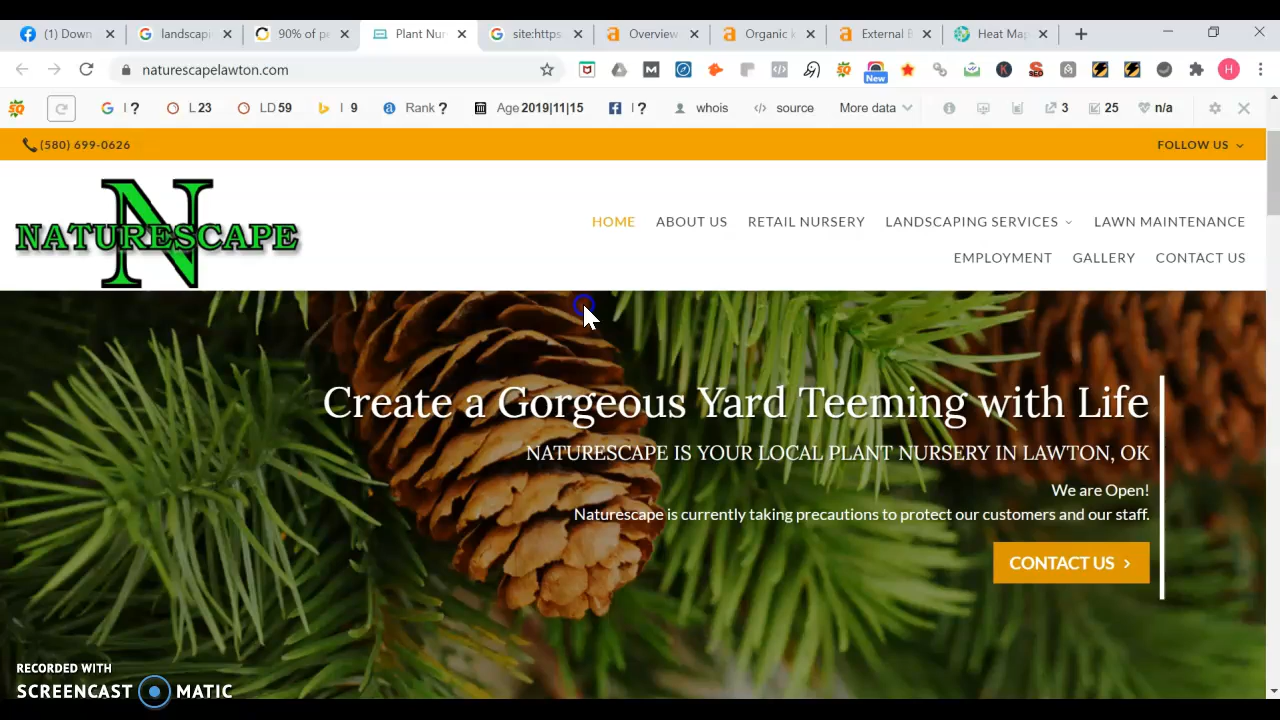 (1) Down
landscap
90% of pe
Plant Nur
site:https
Overview
Organic k
External B
Heat Map
naturescapelawton.com
New
H
I ?
L 23
LD 59
I 9
Rank ?
Age 2019|11|15
I ?
whois
source
More data
3
25
n/a
(580) 699-0626
FOLLOW US
N
NATURESCAPE
HOME
ABOUT US
RETAIL NURSERY
LANDSCAPING SERVICES
LAWN MAINTENANCE
EMPLOYMENT
GALLERY
CONTACT US
Create a Gorgeous Yard Teeming with Life
NATURESCAPE IS YOUR LOCAL PLANT NURSERY IN LAWTON, OK
We are Open!
Naturescape is currently taking precautions to protect our customers and our staff.
CONTACT US >
RECORDED WITH
SCREENCAST MATIC